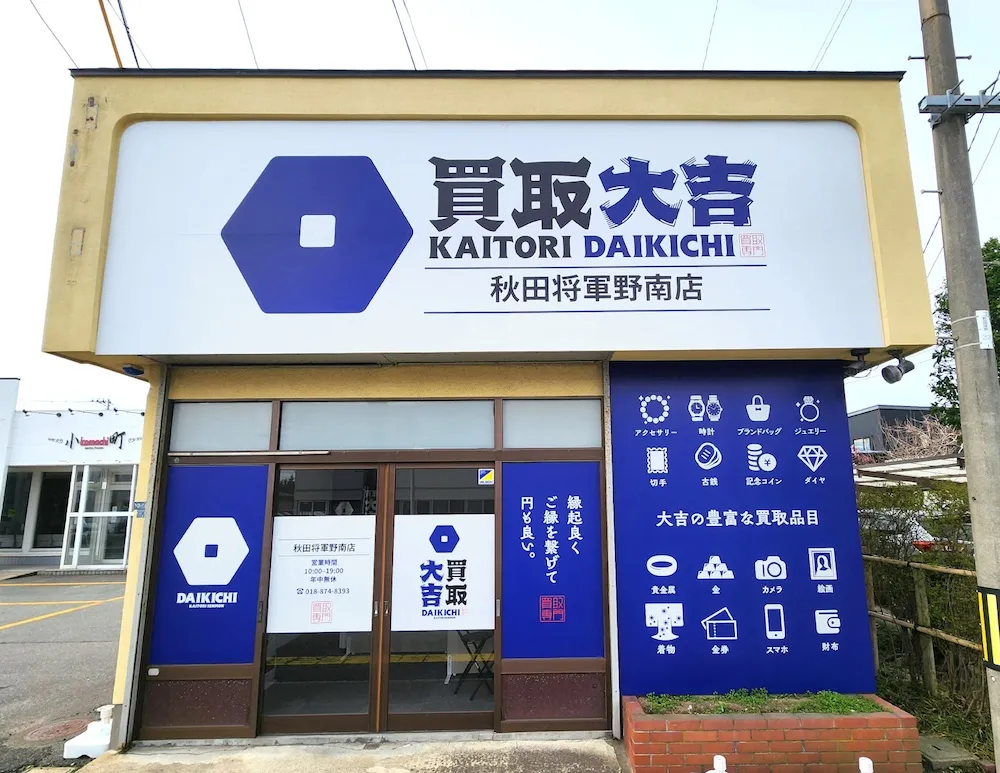 買取大吉
KAITORI DAIKICHI
買取
専門
秋田将軍野南店
小 komachi 町
アクセサリー 時計 ブランドバッグ ジュエリー
切手 古銭 記念コイン ダイヤ
大吉の豊富な買取品目
貴金属 金 カメラ 絵画
着物 金券 スマホ 財布
DAIKICHI
KAITORI SENMON
秋田将軍野南店
営業時間
10:00-19:00
年中無休
☎018-874-8393
買取
専門
買取
大吉
DAIKICHI
縁起良く
ご縁を繋げて
円も良い。
買取
専門